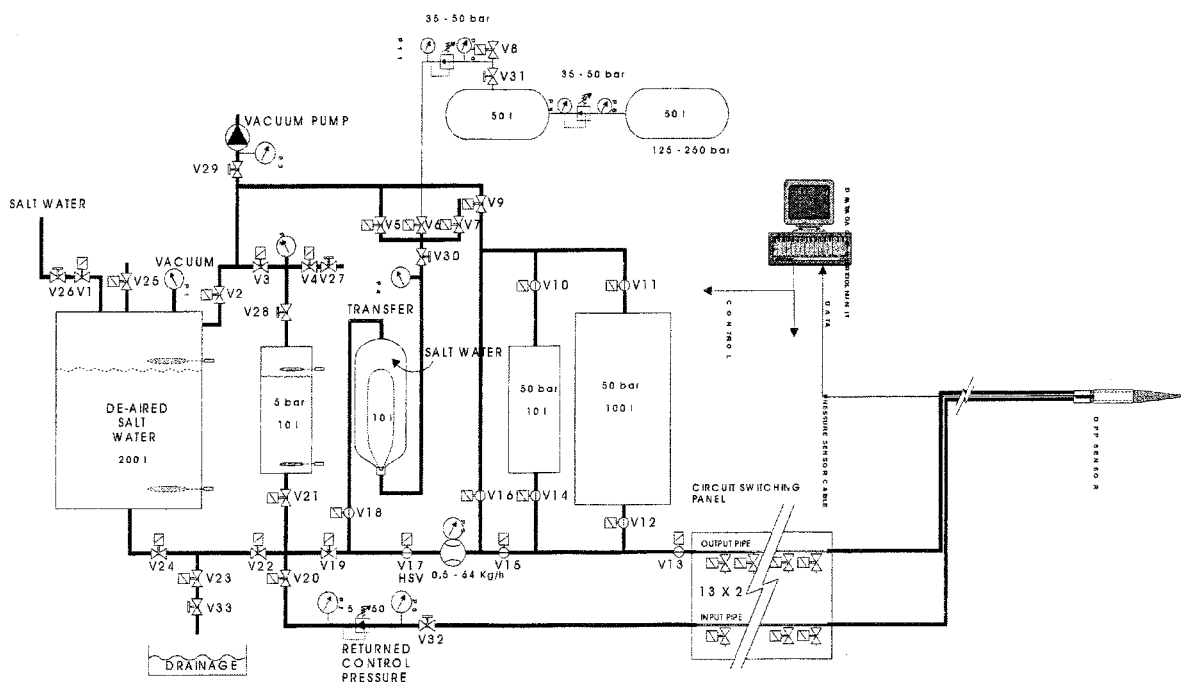 35 - 50 bar
V8
V31
35 - 50 bar
50 l
50 l
125 - 250 bar
VACUUM PUMP
V29
SALT WATER
V9
V5
V6
V7
V30
VACUUM
V25
V26
V1
V2
V3
V4
V27
V10
V11
V28
TRANSFER
SALT WATER
CONTROL
DATA
DE-AIRED
SALT
WATER
200 l
5 bar
10 l
10 l
50 bar
10 l
50 bar
100 l
PRESSURE SENSOR CABLE
DPP SENSOR
V21
V18
V16
V14
V12
CIRCUIT SWITCHING
PANEL
OUTPUT PIPE
V24
V22
V19
V17
HSV
0,5 - 64 Kg/h
V15
V13
V23
V20
V33
13 X 2
INPUT PIPE
5
50
V32
RETURNED
CONTROL
PRESSURE
DRAINAGE